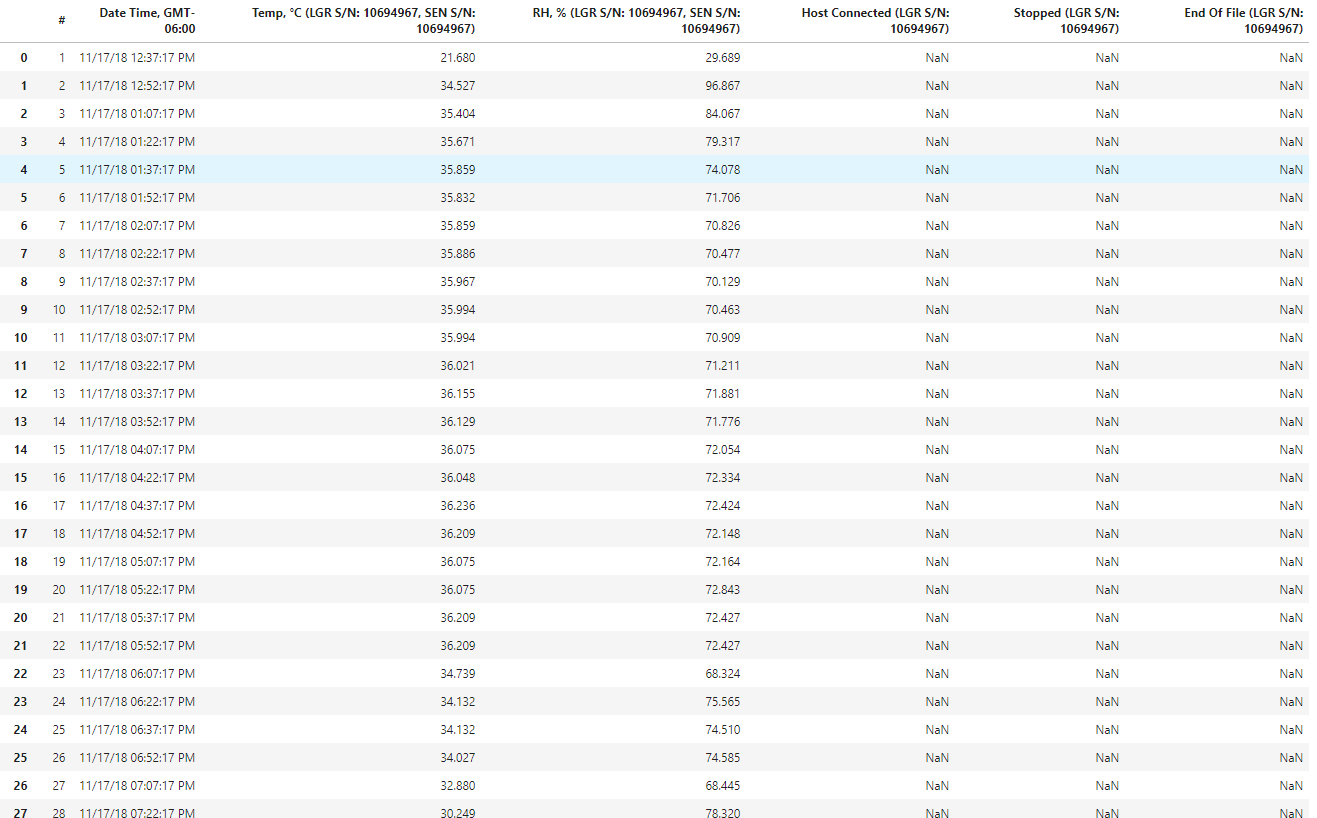 # Date Time, GMT-06:00 Temp, °C (LGR S/N: 10694967, SEN S/N: 10694967) RH, % (LGR S/N: 10694967, SEN S/N: 10694967) Host Connected (LGR S/N: 10694967) Stopped (LGR S/N: 10694967) End Of File (LGR S/N: 10694967)
0 1 11/17/18 12:37:17 PM 21.680 29.689 NaN NaN NaN
1 2 11/17/18 12:52:17 PM 34.527 96.867 NaN NaN NaN
2 3 11/17/18 01:07:17 PM 35.404 84.067 NaN NaN NaN
3 4 11/17/18 01:22:17 PM 35.671 79.317 NaN NaN NaN
4 5 11/17/18 01:37:17 PM 35.859 74.078 NaN NaN NaN
5 6 11/17/18 01:52:17 PM 35.832 71.706 NaN NaN NaN
6 7 11/17/18 02:07:17 PM 35.859 70.826 NaN NaN NaN
7 8 11/17/18 02:22:17 PM 35.886 70.477 NaN NaN NaN
8 9 11/17/18 02:37:17 PM 35.967 70.129 NaN NaN NaN
9 10 11/17/18 02:52:17 PM 35.994 70.463 NaN NaN NaN
10 11 11/17/18 03:07:17 PM 35.994 70.909 NaN NaN NaN
11 12 11/17/18 03:22:17 PM 36.021 71.211 NaN NaN NaN
12 13 11/17/18 03:37:17 PM 36.155 71.881 NaN NaN NaN
13 14 11/17/18 03:52:17 PM 36.129 71.776 NaN NaN NaN
14 15 11/17/18 04:07:17 PM 36.075 72.054 NaN NaN NaN
15 16 11/17/18 04:22:17 PM 36.048 72.334 NaN NaN NaN
16 17 11/17/18 04:37:17 PM 36.236 72.424 NaN NaN NaN
17 18 11/17/18 04:52:17 PM 36.209 72.148 NaN NaN NaN
18 19 11/17/18 05:07:17 PM 36.075 72.164 NaN NaN NaN
19 20 11/17/18 05:22:17 PM 36.075 72.843 NaN NaN NaN
20 21 11/17/18 05:37:17 PM 36.209 72.427 NaN NaN NaN
21 22 11/17/18 05:52:17 PM 36.209 72.427 NaN NaN NaN
22 23 11/17/18 06:07:17 PM 34.739 68.324 NaN NaN NaN
23 24 11/17/18 06:22:17 PM 34.132 75.565 NaN NaN NaN
24 25 11/17/18 06:37:17 PM 34.132 74.510 NaN NaN NaN
25 26 11/17/18 06:52:17 PM 34.027 74.585 NaN NaN NaN
26 27 11/17/18 07:07:17 PM 32.880 68.445 NaN NaN NaN
27 28 11/17/18 07:22:17 PM 30.249 78.320 NaN NaN NaN